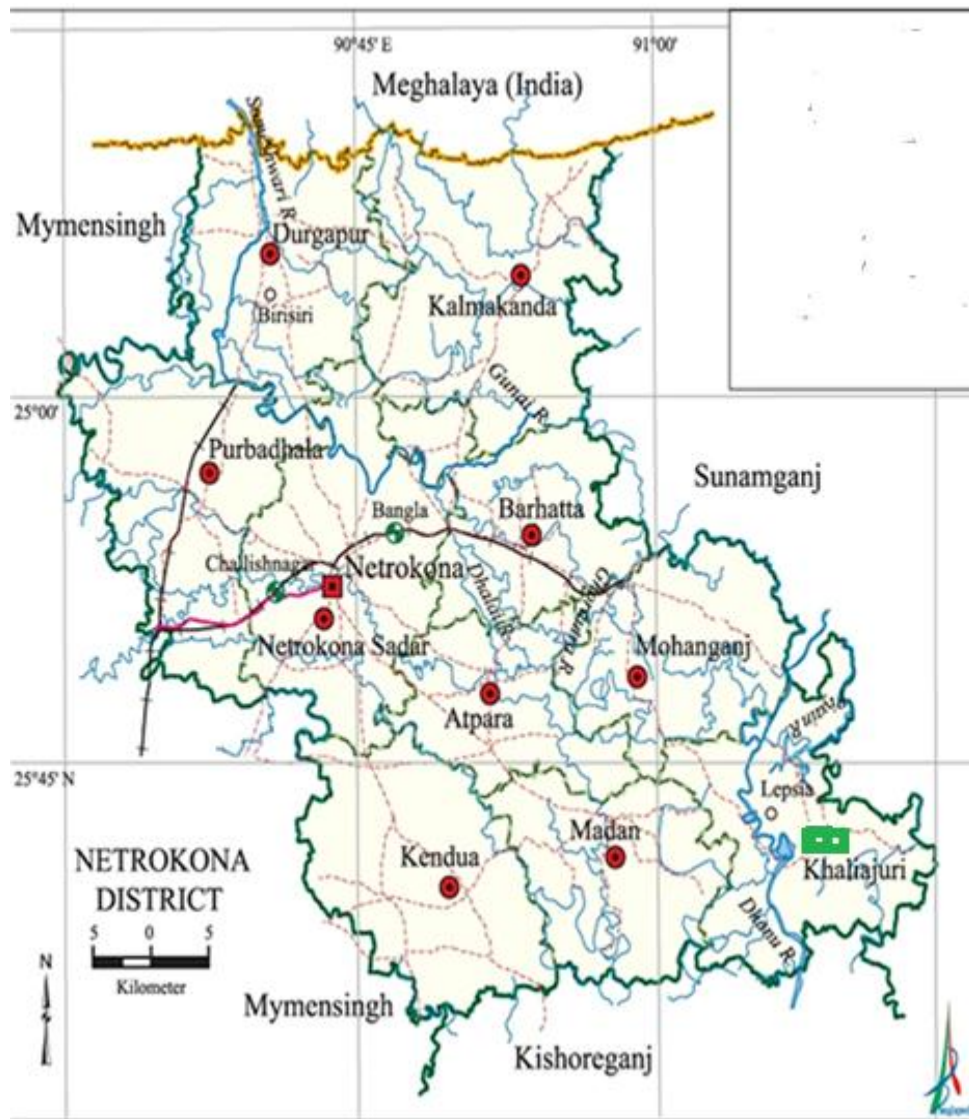 90°45' E
91°00'
Meghalaya (India)
Mymensingh
Durgapur
Birisiri
Kalmakanda
Gunai R.
25°00'
Purbadhala
Sunamganj
Barhatta
Bangla
Challishnagar
Netrokona
Netrokona Sadar
Mohanganj
Atpara
25°45' N
Lepsia
Madan
Kendua
Khaliajuri
Dhanu R.
NETROKONA
DISTRICT
5 0 5
Kilometer
N
Mymensingh
Kishoreganj